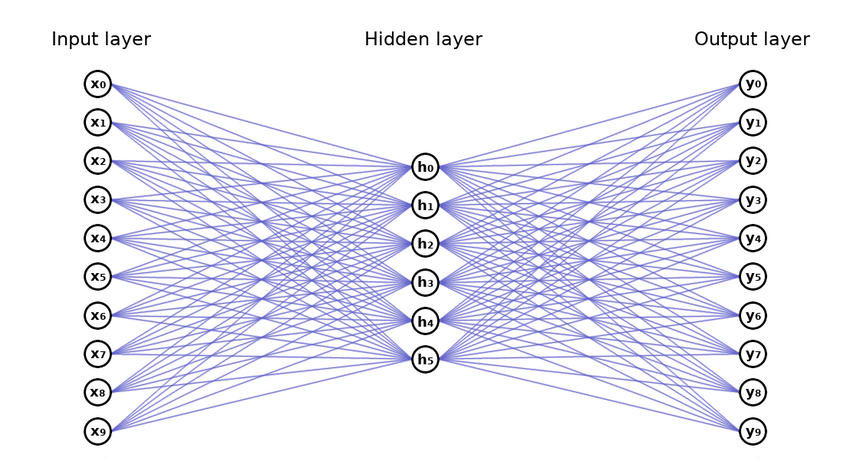 Input layer
Hidden layer
Output layer
x0
x1
x2
x3
x4
x5
x6
x7
x8
x9
h0
h1
h2
h3
h4
h5
y0
y1
y2
y3
y4
y5
y6
y7
y8
y9